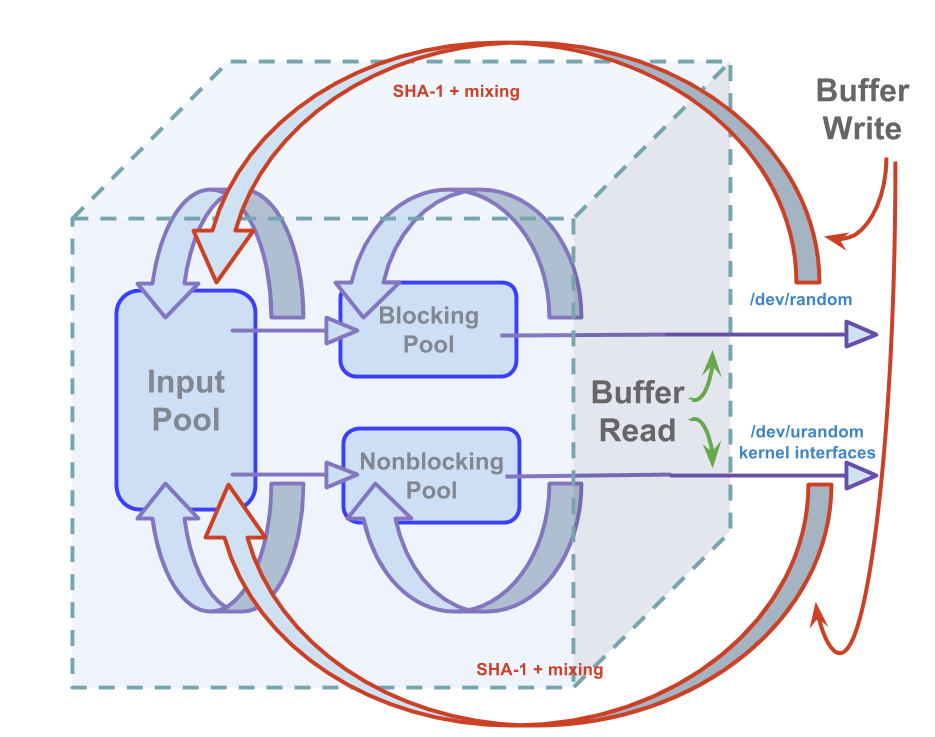 SHA-1 + mixing
Buffer
Write
/dev/random
Blocking
Pool
Input
Pool
Buffer
Read
/dev/urandom
kernel interfaces
Nonblocking
Pool
SHA-1 + mixing